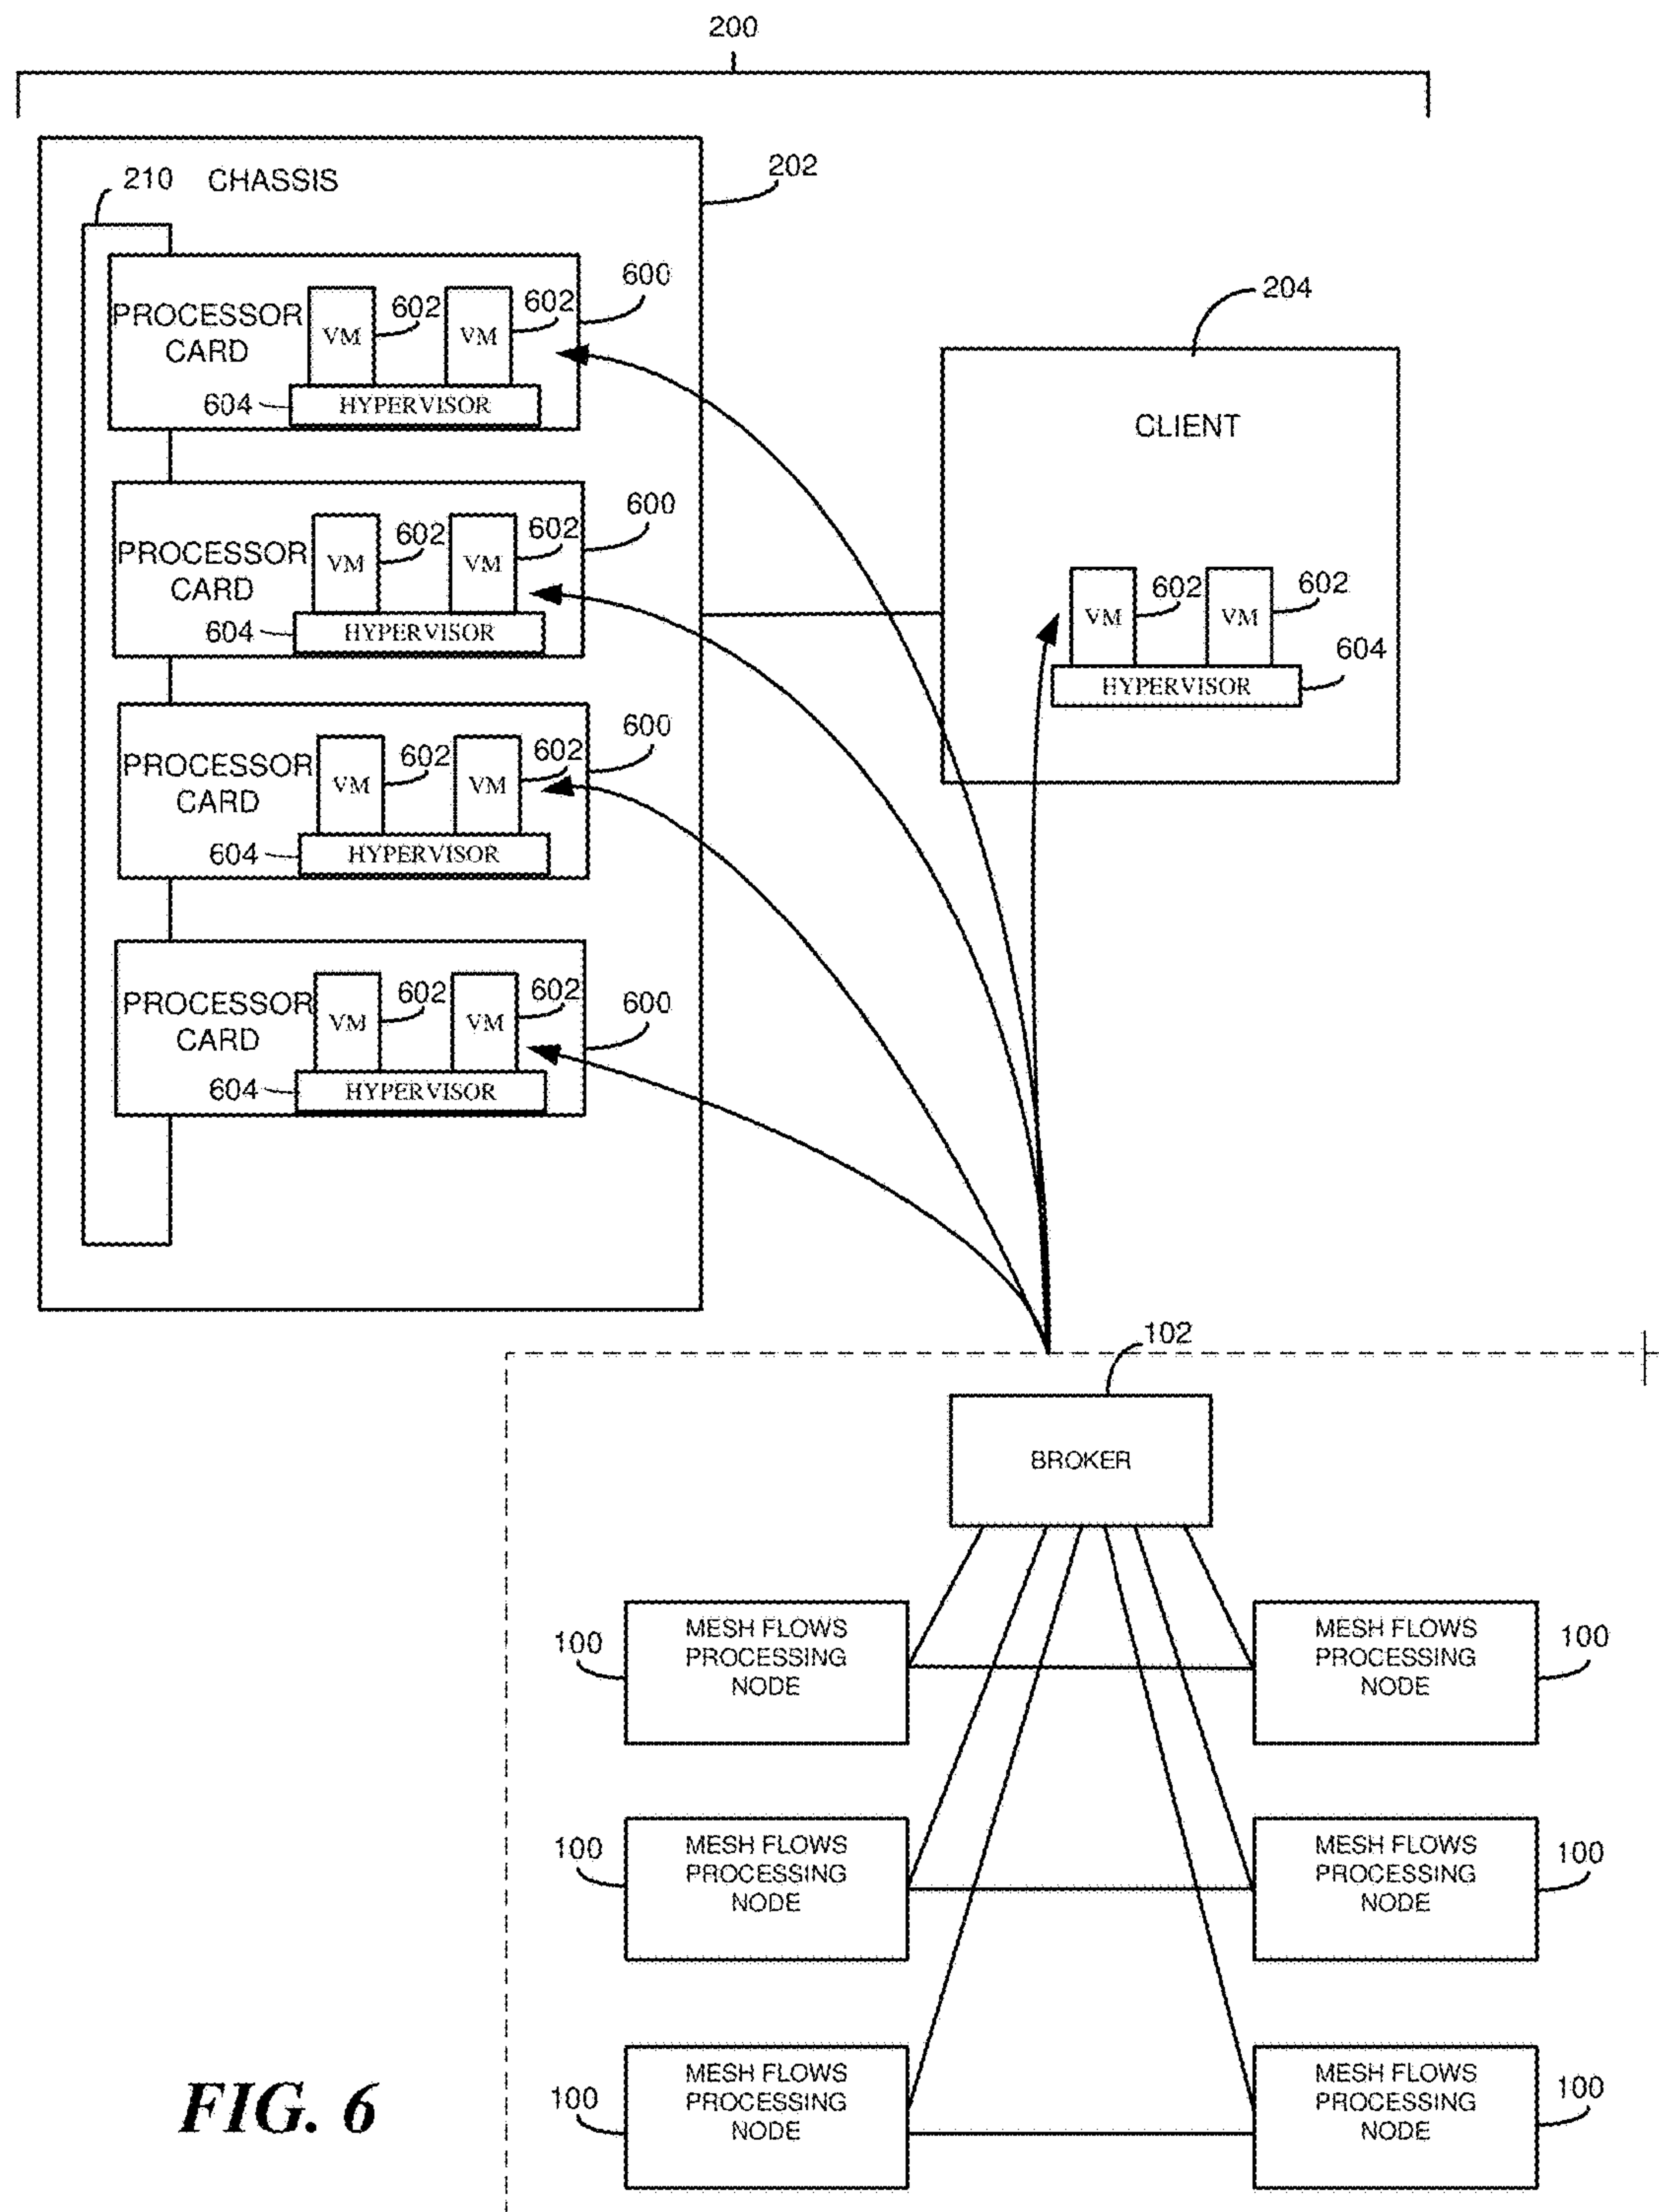 200
202
210 CHASSIS
600
PROCESSOR
CARD
VM 602 VM 602
604 HYPERVISOR
204
CLIENT
600
PROCESSOR
CARD
VM 602 VM 602
604 HYPERVISOR
VM 602 VM 602
HYPERVISOR 604
600
PROCESSOR
CARD
VM 602 VM 602
604 HYPERVISOR
600
PROCESSOR
CARD
VM 602 VM 602
604 HYPERVISOR
102
BROKER
100 MESH FLOWS
PROCESSING
NODE
MESH FLOWS
PROCESSING
NODE 100
100 MESH FLOWS
PROCESSING
NODE
MESH FLOWS
PROCESSING
NODE 100
100 MESH FLOWS
PROCESSING
NODE
MESH FLOWS
PROCESSING
NODE 100
FIG. 6